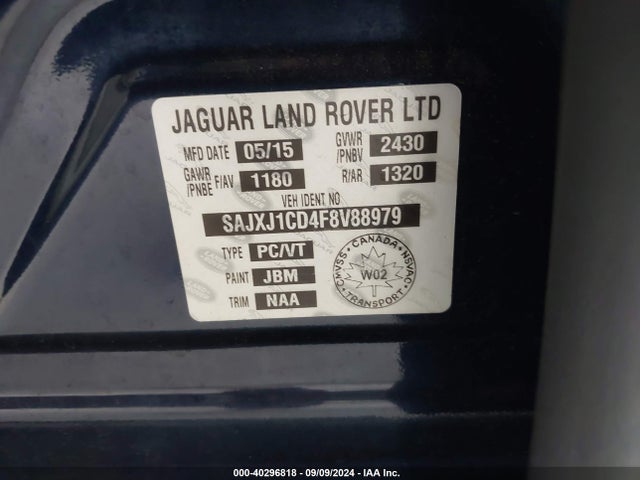 JAGUAR LAND ROVER LTD
MFD DATE 05/15 GVWR /PNBV 2430
GAWR /PNBE F/AV 1180 R/AR 1320
VEH IDENT NO
SAJXJ1CD4F8V88979
TYPE PC/VT
PAINT JBM
TRIM NAA
CANADA
CMVSS NSVAC
W02
TRANSPORT
000-40296818 - 09/09/2024 - IAA Inc.